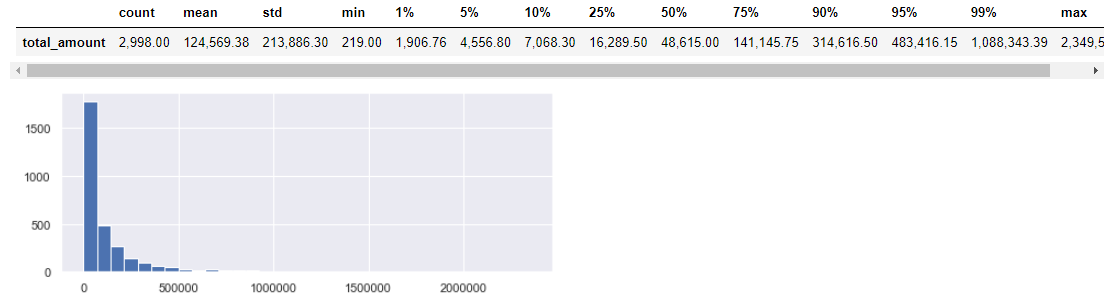 count mean std min 1% 5% 10% 25% 50% 75% 90% 95% 99% max
total_amount 2,998.00 124,569.38 213,886.30 219.00 1,906.76 4,556.80 7,068.30 16,289.50 48,615.00 141,145.75 314,616.50 483,416.15 1,088,343.39 2,349,5
1500
1000
500
0
0 500000 1000000 1500000 2000000